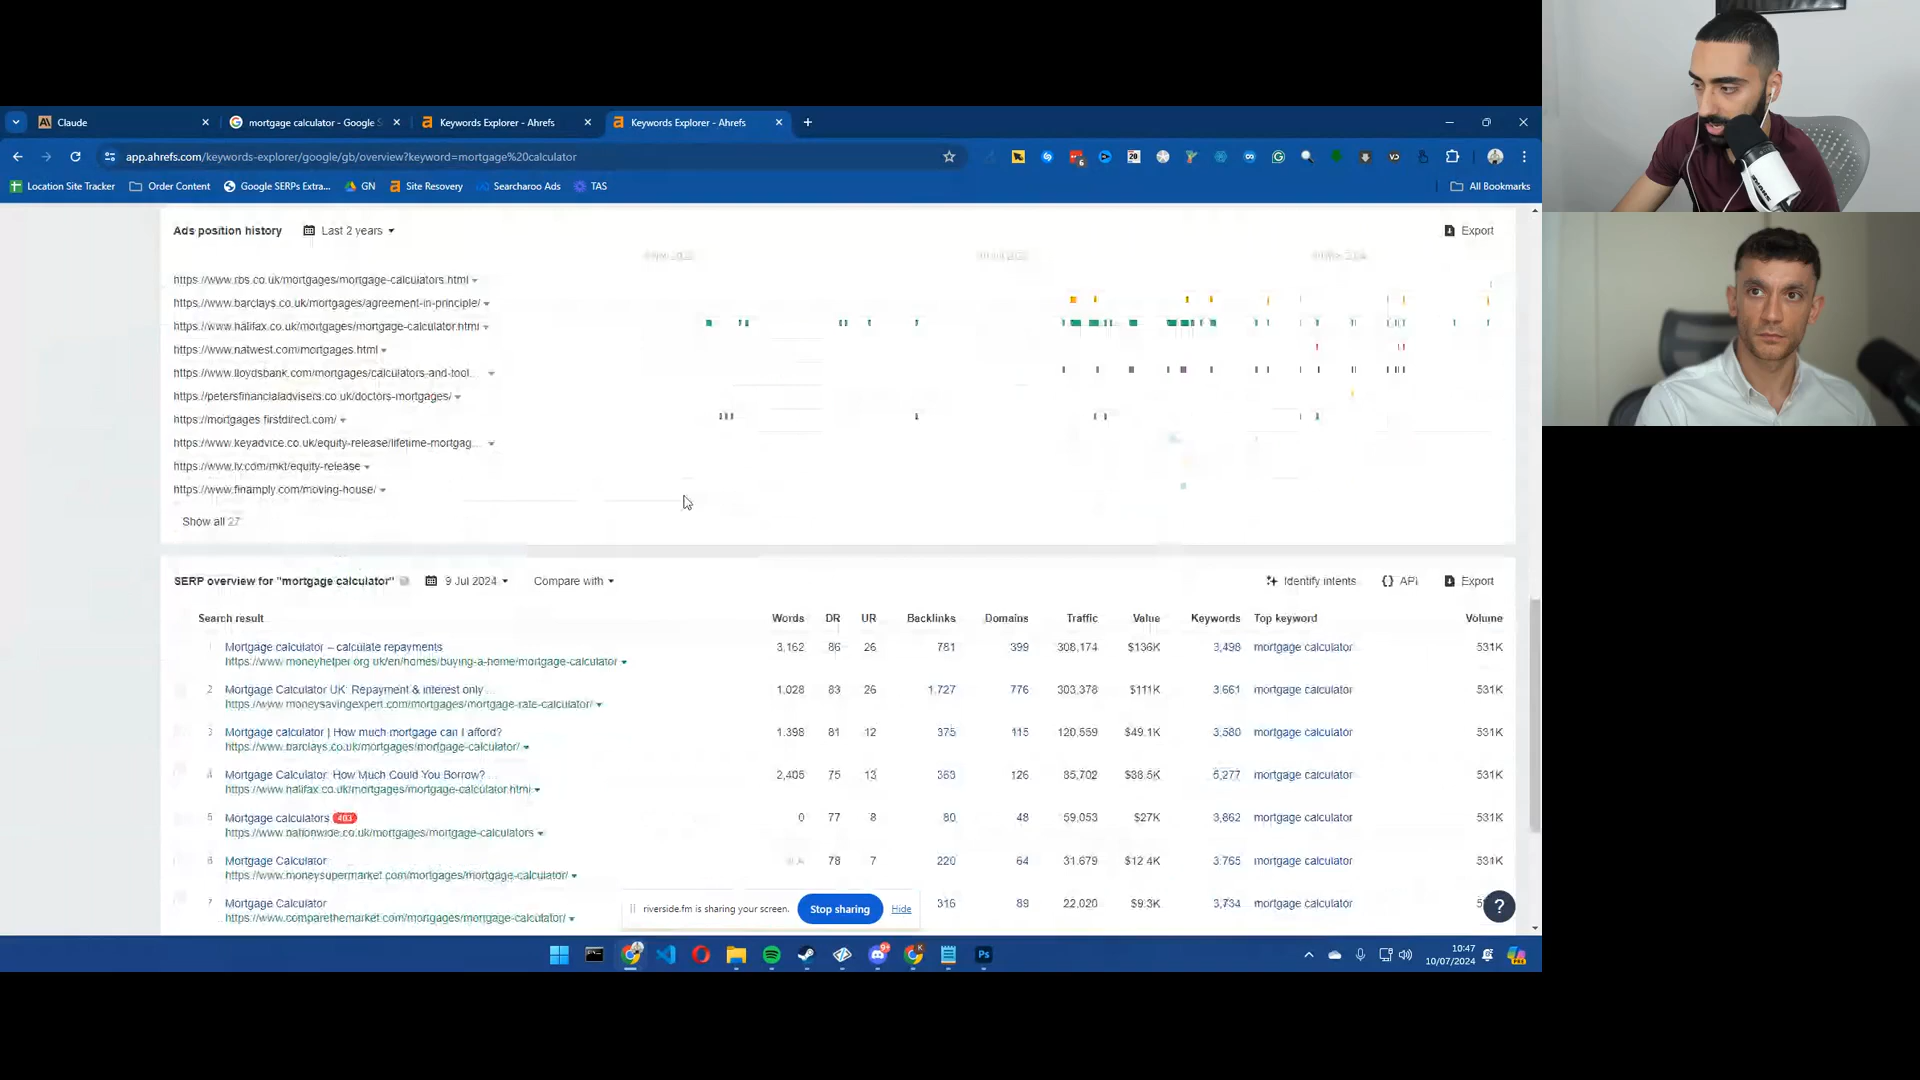 Claude
mortgage calculator - Google S
Keywords Explorer - Ahrefs
Keywords Explorer - Ahrefs
app.ahrefs.com/keywords-explorer/google/gb/overview?keyword=mortgage%20calculator
Location Site Tracker
Order Content
Google SERPs Extra...
GN
Site Recovery
Searcharoo Ads
TAS
All Bookmarks
Ads position history
Last 2 years
Export
https://www.rbs.co.uk/mortgages/mortgage-calculators.html
https://www.barclays.co.uk/mortgages/agreement-in-principle/
https://www.halifax.co.uk/mortgages/mortgage-calculator.html
https://www.natwest.com/mortgages.html
https://www.lloydsbank.com/mortgages/calculators-and-tool...
https://petersfinancialadvisers.co.uk/doctors-mortgages/
https://mortgages.firstdirect.com/
https://www.keyadvice.co.uk/equity-release/lifetime-mortgag...
https://www.lv.com/mkt/equity-release
https://www.finamply.com/moving-house/
Show all 27
SERP overview for "mortgage calculator"
9 Jul 2024
Compare with
Identify intents
API
Export
Search result Words DR UR Backlinks Domains Traffic Value Keywords Top keyword Volume
Mortgage calculator – calculate repayments 3,162 86 26 781 399 308,174 $136K 3,498 mortgage calculator 531K
https://www.moneyhelper.org.uk/en/homes/buying-a-home/mortgage-calculator
2 Mortgage Calculator UK: Repayment & interest only ... 1,028 83 26 1,727 776 303,378 $111K 3,661 mortgage calculator 531K
https://www.moneysavingexpert.com/mortgages/mortgage-rate-calculator/
3 Mortgage calculator | How much mortgage can I afford? 1,398 81 12 375 115 120,559 $49.1K 3,580 mortgage calculator 531K
https://www.barclays.co.uk/mortgages/mortgage-calculator/
4 Mortgage Calculator: How Much Could You Borrow? ... 2,405 75 13 363 126 85,702 $38.5K 5,277 mortgage calculator 531K
https://www.halifax.co.uk/mortgages/mortgage-calculator.html
5 Mortgage calculators 403 0 77 8 80 48 59,053 $27K 3,862 mortgage calculator 531K
https://www.nationwide.co.uk/mortgages/mortgage-calculators
6 Mortgage Calculator 78 7 220 64 31,679 $12.4K 3,765 mortgage calculator 531K
https://www.moneysupermarket.com/mortgages/mortgage-calculator/
7 Mortgage Calculator 316 89 22,020 $9.3K 3,734 mortgage calculator
https://www.comparethemarket.com/mortgages/mortgage-calculator/
riverside.fm is sharing your screen.
Stop sharing
Hide
?
10:47
10/07/2024